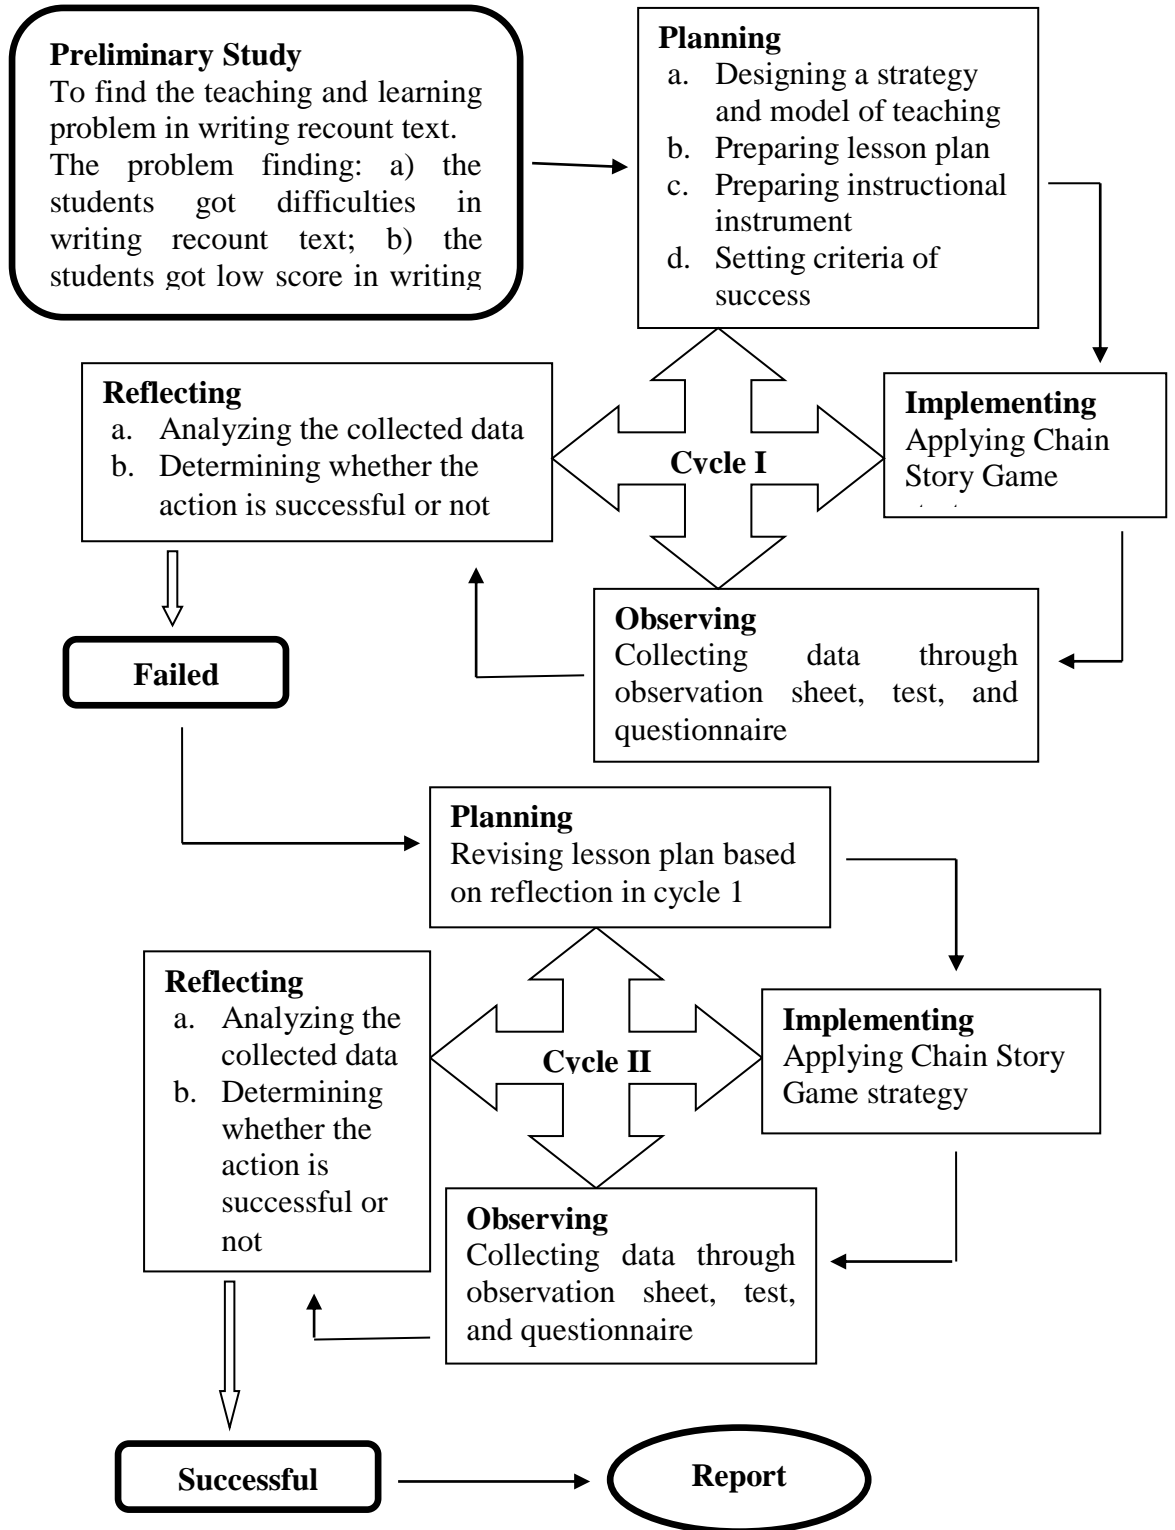 Preliminary Study
To find the teaching and learning
problem in writing recount text.
The problem finding: a) the
students got difficulties in
writing recount text; b) the
students got low score in writing
Planning
a. Designing a strategy
and model of teaching
b. Preparing lesson plan
c. Preparing instructional
instrument
d. Setting criteria of
success
Reflecting
a. Analyzing the collected data
b. Determining whether the
action is successful or not
Cycle I
Implementing
Applying Chain
Story Game
Observing
Collecting data through
observation sheet, test, and
questionnaire
Failed
Planning
Revising lesson plan based
on reflection in cycle 1
Reflecting
a. Analyzing the
collected data
b. Determining
whether the
action is
successful or
not
Cycle II
Implementing
Applying Chain Story
Game strategy
Observing
Collecting data through
observation sheet, test,
and questionnaire
Successful
Report